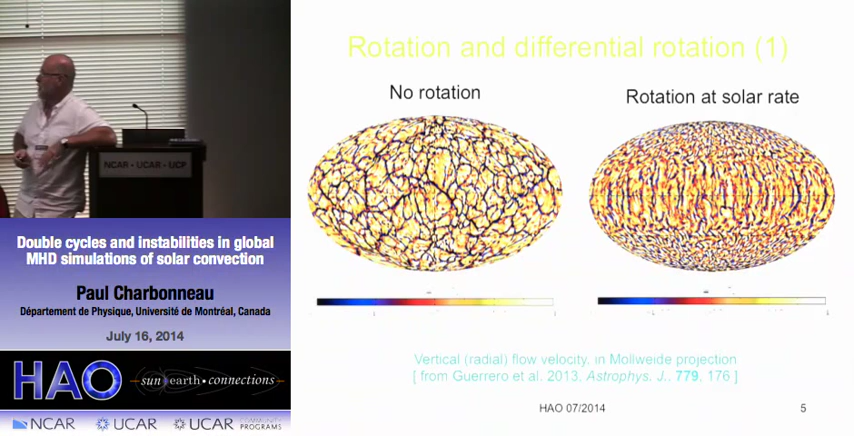 NCAR • UCAR • UCP
Double cycles and instabilities in global
MHD simulations of solar convection
Paul Charbonneau
Département de Physique, Université de Montréal, Canada
July 16, 2014
HAO
sun earth • connections
NCAR
UCAR
UCAR COMMUNITY
PROGRAMS
Rotation and differential rotation (1)
No rotation
Rotation at solar rate
Vertical (radial) flow velocity, in Mollweide projection
[ from Guerrero et al. 2013, Astrophys. J., 779, 176 ]
HAO 07/2014
5